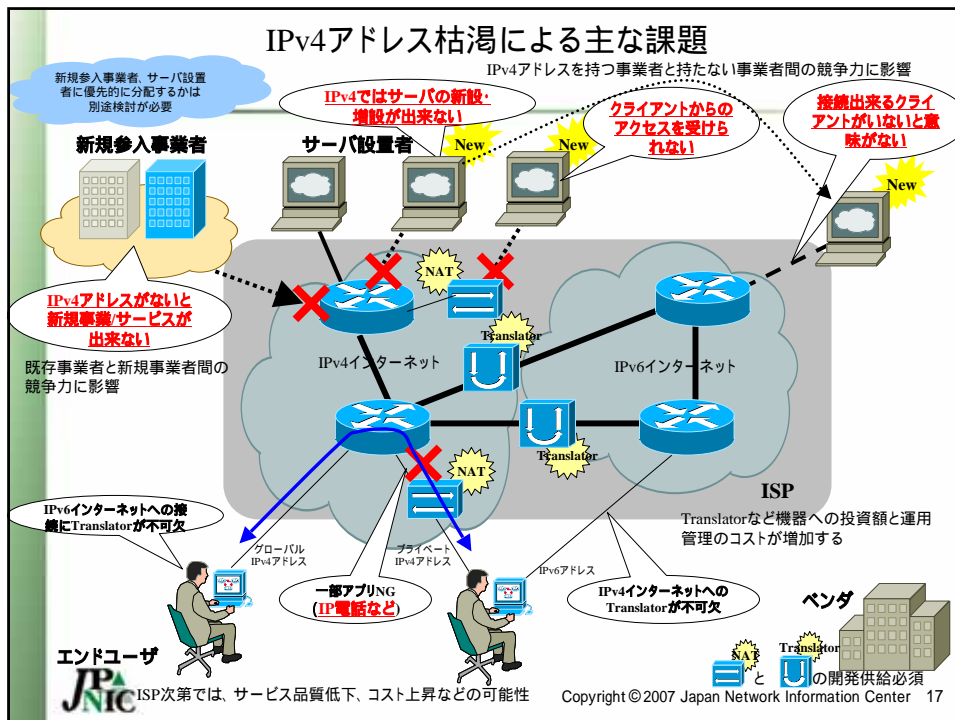 IPv4アドレス枯渇による主な課題
IPv4アドレスを持つ事業者と持たない事業者間の競争力に影響
新規参入事業者、サーバ設置
者に優先的に分配するかは
別途検討が必要
IPv4ではサーバの新設・
増設が出来ない
クライアントからの
アクセスを受けら
れない
接続出来るクライ
アントがいないと意
味がない
新規参入事業者
サーバ設置者
New
New
New
NAT
IPv4アドレスがないと
新規事業/サービスが
出来ない
Translator
既存事業者と新規事業者間の
競争力に影響
IPv4インターネット
IPv6インターネット
Translator
NAT
ISP
IPv6インターネットへの接
続にTranslatorが不可欠
Translatorなど機器への投資額と運用
管理のコストが増加する
グローバル
IPv4アドレス
プライベート
IPv4アドレス
IPv6アドレス
一部アプリNG
(IP電話など)
IPv4インターネットへの
Translatorが不可欠
ベンダ
エンドユーザ
NAT
と
Translator
の開発供給必須
JPNIC
ISP次第では、サービス品質低下、コスト上昇などの可能性
Copyright © 2007 Japan Network Information Center 17